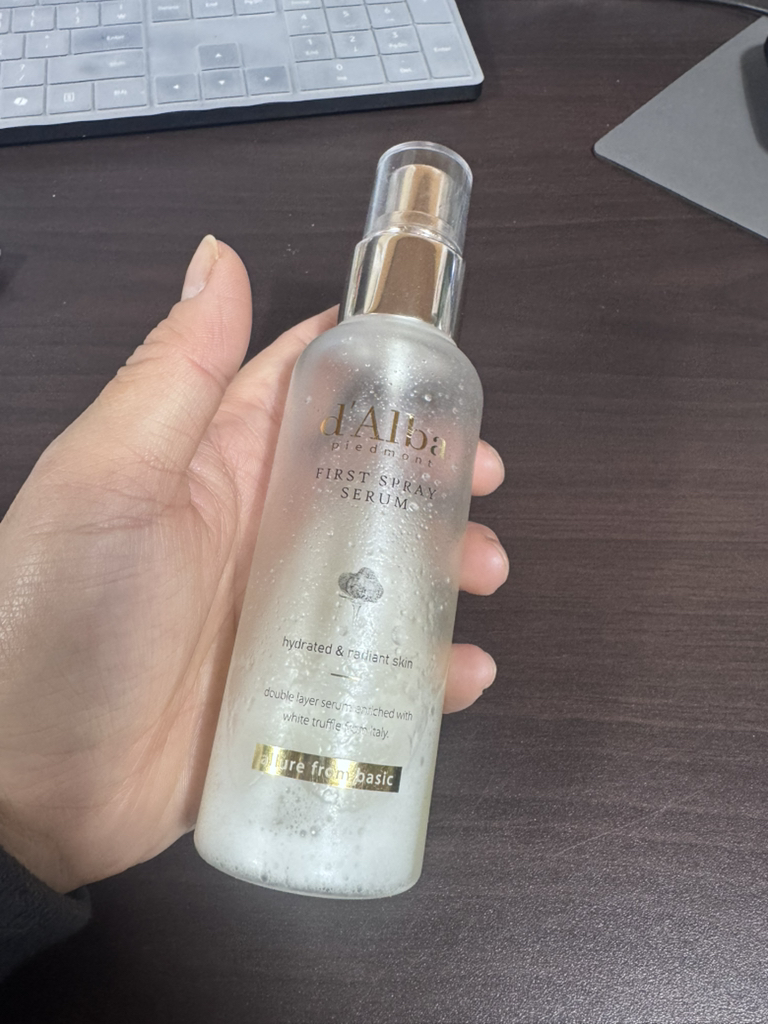 d'Alba
piedmont
FIRST SPRAY
SERUM
hydrated & radiant skin
double layer serum enriched with
white truffle from italy.
allure from basic